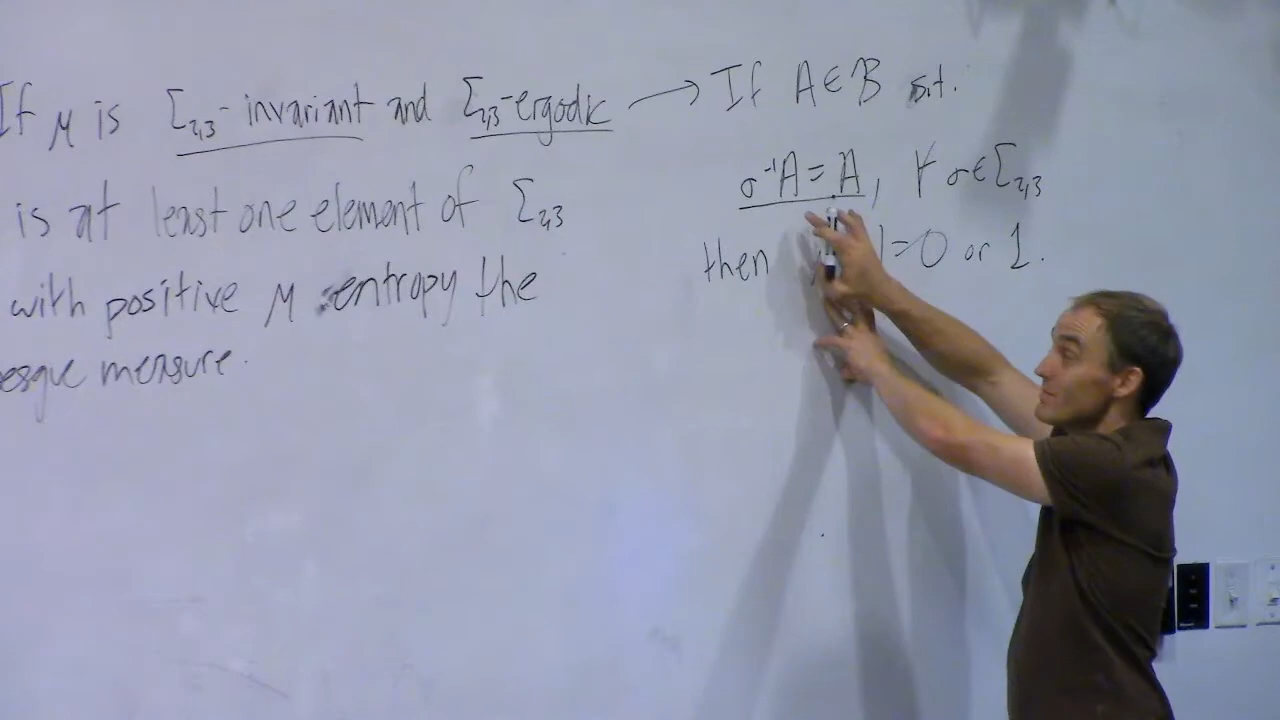 If μ is Σ₂,₃-invariant and Σ₂,₃-ergodic → If A ∈ B s.t.
σ⁻¹A = A, ∀ σ ∈ Σ₂,₃
is at least one element of Σ₂,₃
then ) = 0 or 1.
with positive μ entropy the
esgue measure.